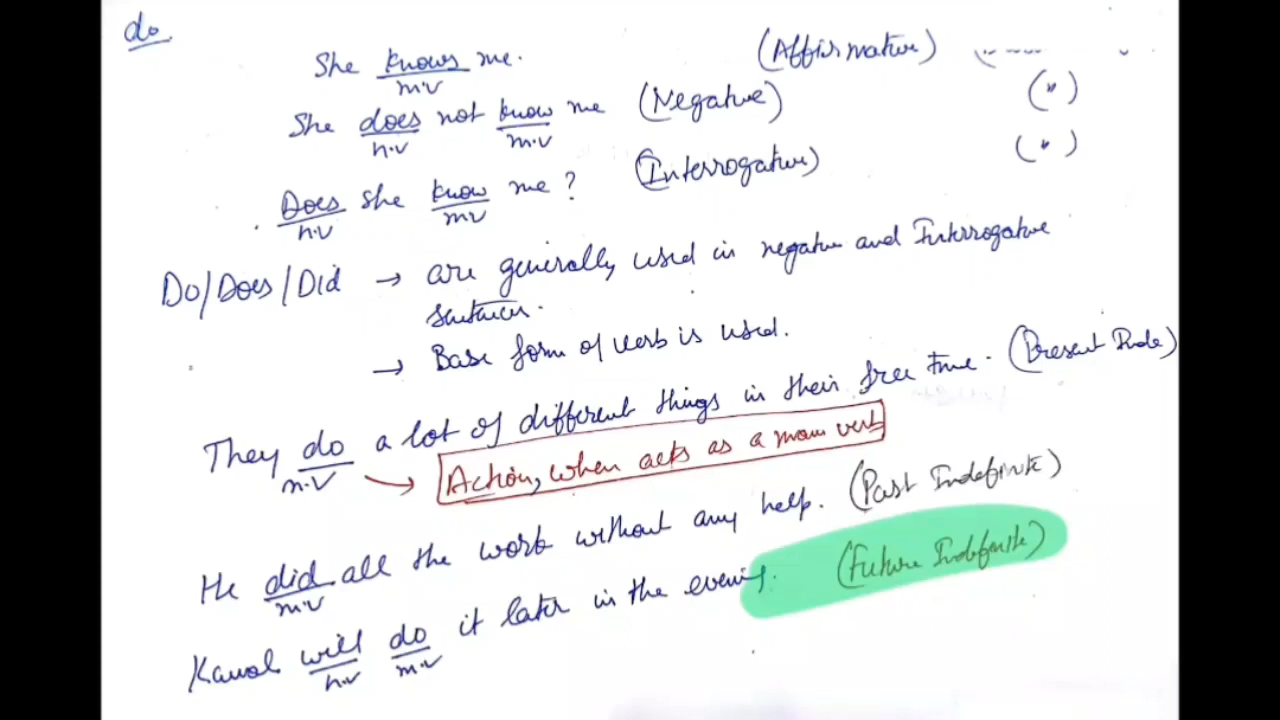 do
She knows me. (Affirmative)
m.v
She does not know me (Negative) (")
h.v m.v
Does she know me? (Interrogative) (")
h.v mv
Do/Does/Did → are generally used in negative and Interrogative
sentences.
→ Base form of verb is used.
They do a lot of different things in their free time. (Present Inde)
m.v → Action, when acts as a main verb
He did all the work without any help. (Past Indefinite)
m.v
will do it later in the evening. (Future Indefinite)
h.v m.v